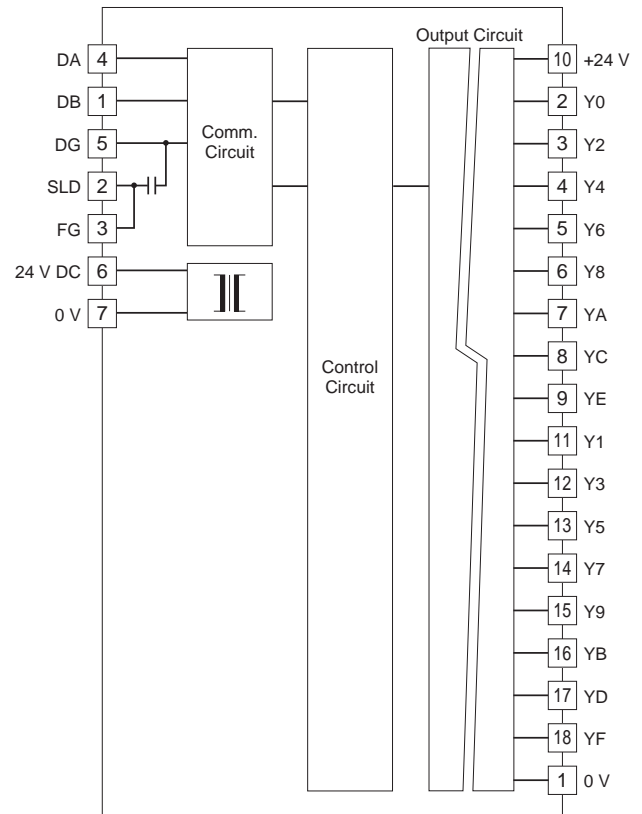 Output Circuit
DA 4
DB 1
DG 5
SLD 2
FG 3
24 V DC 6
0 V 7
Comm.
Circuit
Control
Circuit
10 +24 V
2 Y0
3 Y2
4 Y4
5 Y6
6 Y8
7 YA
8 YC
9 YE
11 Y1
12 Y3
13 Y5
14 Y7
15 Y9
16 YB
17 YD
18 YF
1 0 V